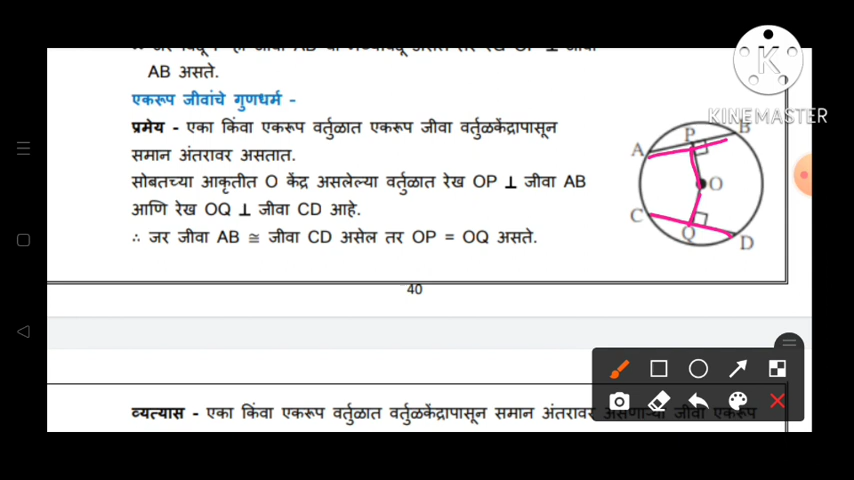 AB असते.
एकरूप जीवांचे गुणधर्म -
प्रमेय - एका किंवा एकरूप वर्तुळात एकरूप जीवा वर्तुळकेंद्रापासून
समान अंतरावर असतात.
सोबतच्या आकृतीत O केंद्र असलेल्या वर्तुळात रेख OP ⊥ जीवा AB
आणि रेख OQ ⊥ जीवा CD आहे.
∴ जर जीवा AB ≅ जीवा CD असेल तर OP = OQ असते.
A
P
B
O
C
Q
D
K
KINEMASTER
40
व्यत्यास - एका किंवा एकरूप वर्तुळात वर्तुळकेंद्रापासून समान अंतरावर असणाऱ्या जीवा एकरूप